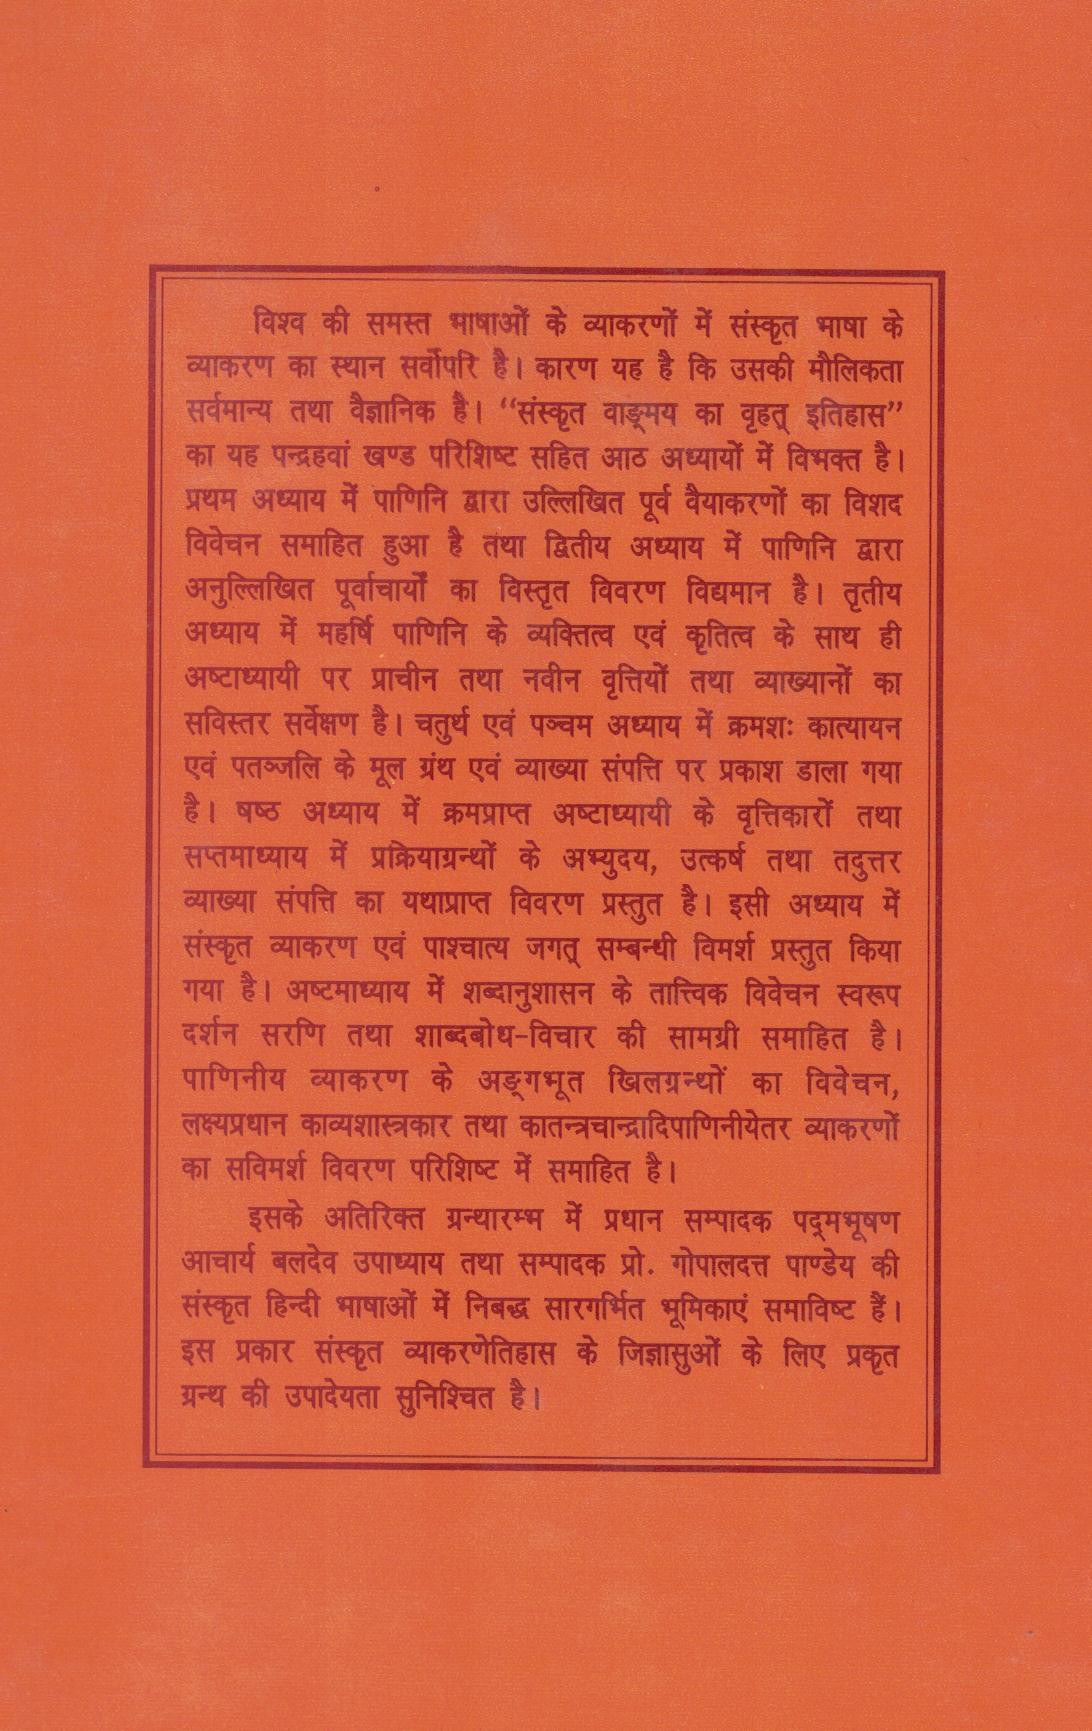 विश्व की समस्त भाषाओं के व्याकरणों में संस्कृत भाषा के
व्याकरण का स्थान सर्वोपरि है। कारण यह है कि उसकी मौलिकता
सर्वमान्य तथा वैज्ञानिक है। “संस्कृत वाङ्मय का वृहत् इतिहास”
का यह पन्द्रहवां खण्ड परिशिष्ट सहित आठ अध्यायों में विभक्त है।
प्रथम अध्याय में पाणिनि द्वारा उल्लिखित पूर्व वैयाकरणों का विशद
विवेचन समाहित हुआ है तथा द्वितीय अध्याय में पाणिनि द्वारा
अनुल्लिखित पूर्वाचार्यों का विस्तृत विवरण विद्यमान है। तृतीय
अध्याय में महर्षि पाणिनि के व्यक्तित्व एवं कृतित्व के साथ ही
अष्टाध्यायी पर प्राचीन तथा नवीन वृत्तियों तथा व्याख्यानों का
सविस्तर सर्वेक्षण है। चतुर्थ एवं पञ्चम अध्याय में क्रमशः कात्यायन
एवं पतञ्जलि के मूल ग्रंथ एवं व्याख्या संपत्ति पर प्रकाश डाला गया
है। षष्ठ अध्याय में क्रमप्राप्त अष्टाध्यायी के वृत्तिकारों तथा
सप्तमाध्याय में प्रक्रियाग्रन्थों के अभ्युदय, उत्कर्ष तथा तदुत्तर
व्याख्या संपत्ति का यथाप्राप्त विवरण प्रस्तुत है। इसी अध्याय में
संस्कृत व्याकरण एवं पाश्चात्य जगत् सम्बन्धी विमर्श प्रस्तुत किया
गया है। अष्टमाध्याय में शब्दानुशासन के तात्त्विक विवेचन स्वरूप
दर्शन सरणि तथा शाब्दबोध-विचार की सामग्री समाहित है।
पाणिनीय व्याकरण के अङ्गभूत खिलग्रन्थों का विवेचन,
लक्ष्यप्रधान काव्यशास्त्रकार तथा कातन्त्रचान्द्रादिपाणिनीयेतर व्याकरणों
का सविमर्श विवरण परिशिष्ट में समाहित है।
इसके अतिरिक्त ग्रन्थारम्भ में प्रधान सम्पादक पद्मभूषण
आचार्य बलदेव उपाध्याय तथा सम्पादक प्रो. गोपालदत्त पाण्डेय की
संस्कृत हिन्दी भाषाओं में निबद्ध सारगर्भित भूमिकाएं समाविष्ट हैं।
इस प्रकार संस्कृत व्याकरणेतिहास के जिज्ञासुओं के लिए प्रकृत
ग्रन्थ की उपादेयता सुनिश्चित है।